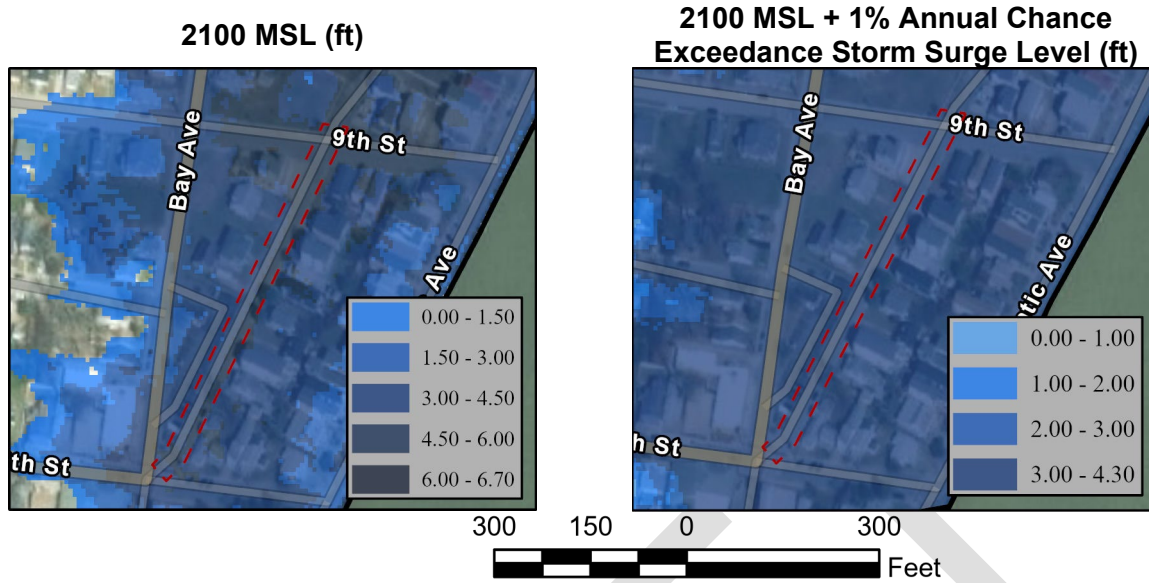 2100 MSL (ft)
Bay Ave
9th St
Ave
th St
0.00 - 1.50
1.50 - 3.00
3.00 - 4.50
4.50 - 6.00
6.00 - 6.70
2100 MSL + 1% Annual Chance
Exceedance Storm Surge Level (ft)
Bay Ave
9th St
tic Ave
h St
0.00 - 1.00
1.00 - 2.00
2.00 - 3.00
3.00 - 4.30
300 150 0 300
Feet